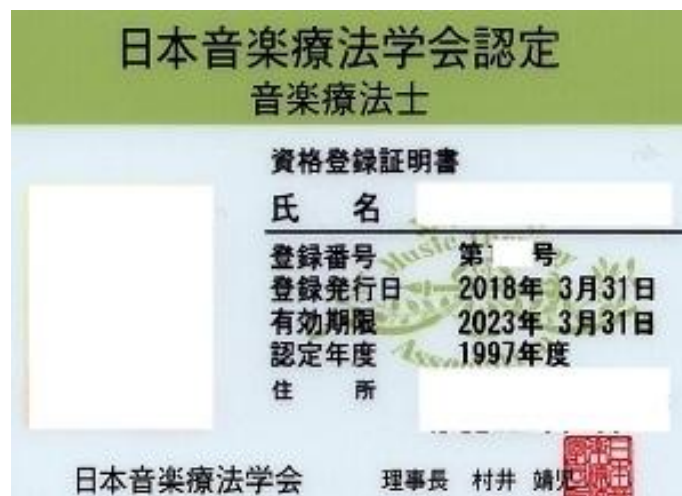 日本音楽療法学会認定
音楽療法士
資格登録証明書
氏 名
登録番号 第 号
登録発行日 2018年 3月31日
有効期限 2023年 3月31日
認定年度 1997年度
住 所
日本音楽療法学会 理事長 村井 靖児